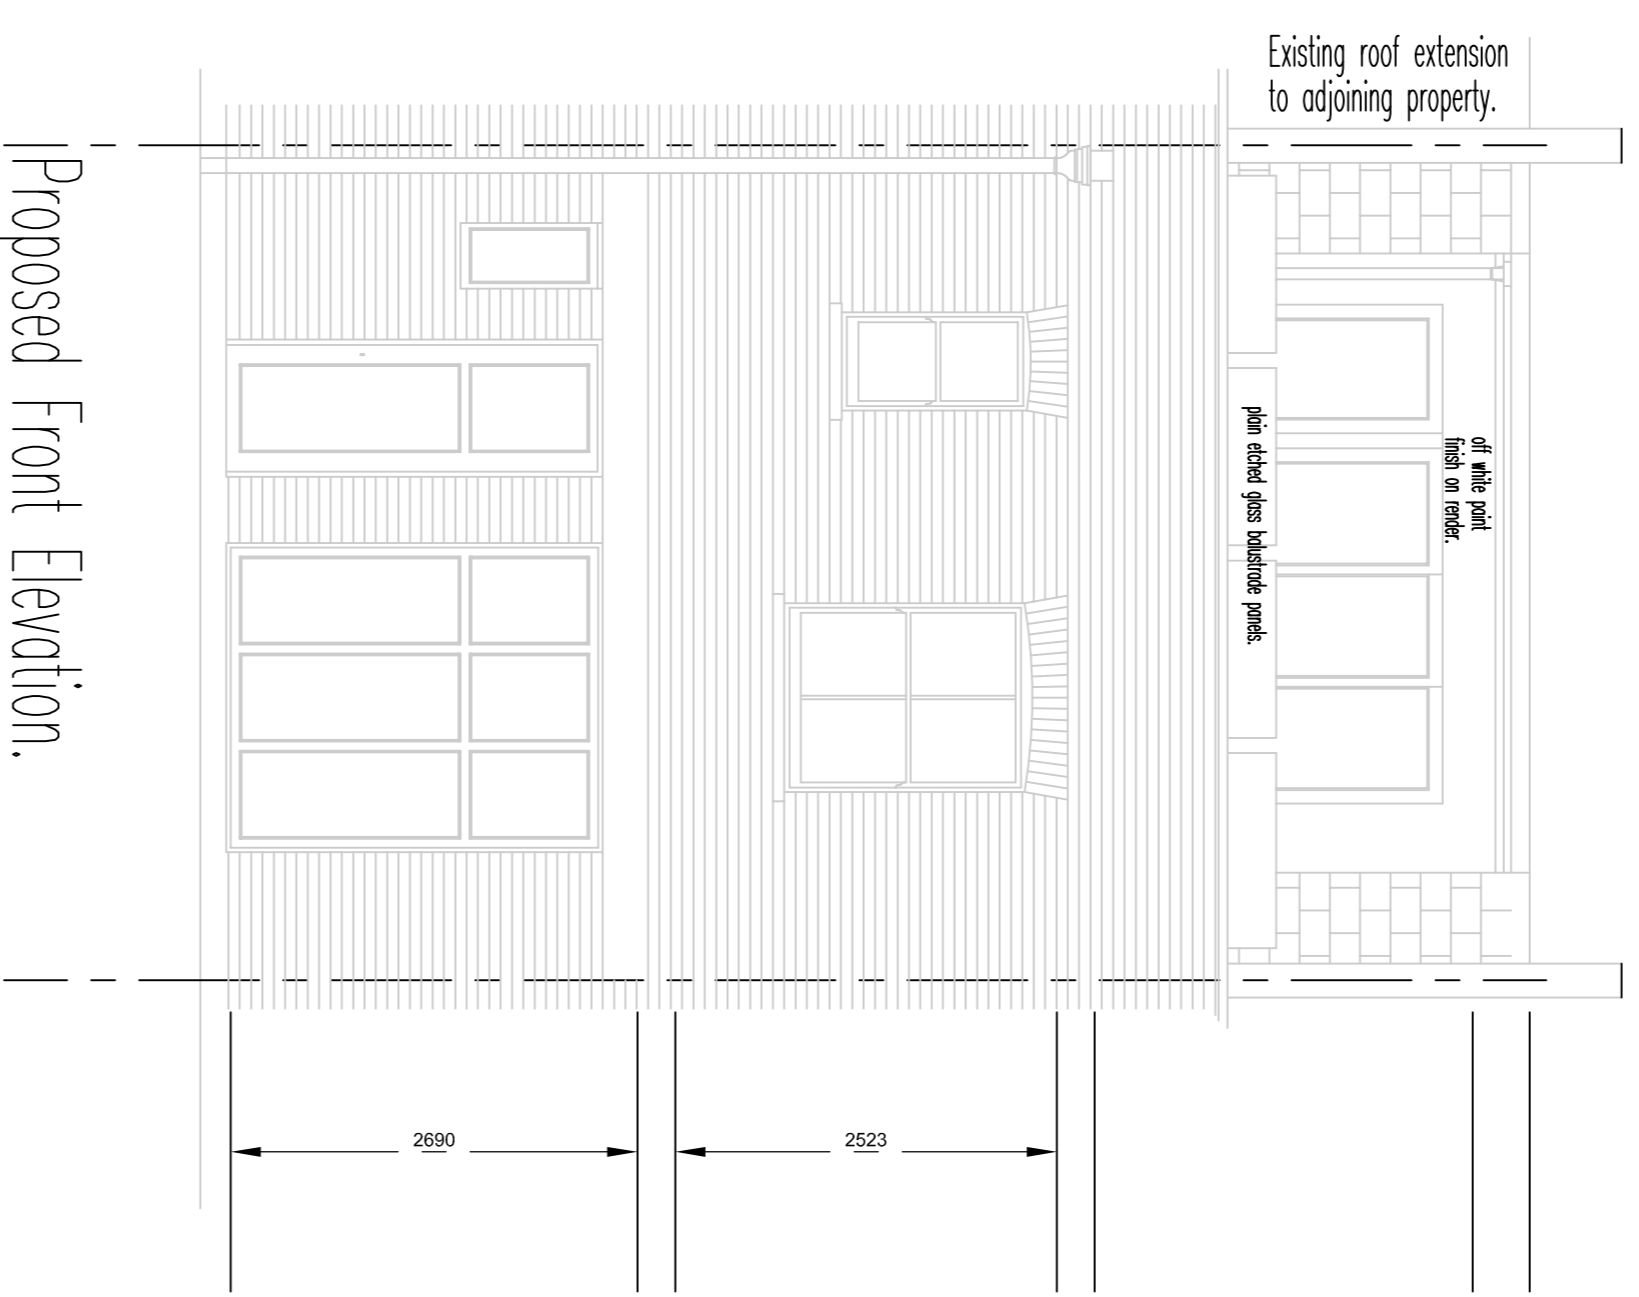 Existing roof extension
to adjoining property.
off white paint
finish on render.
plain etched glass balustrade panels.
2690
2523
Proposed Front Elevation.